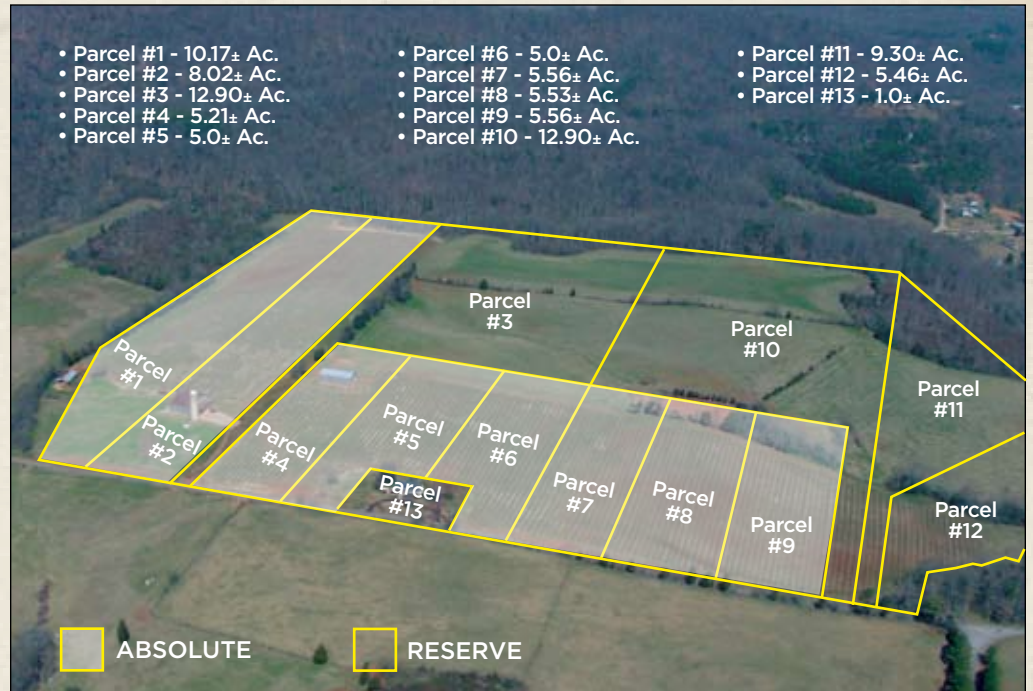 • Parcel #1 - 10.17± Ac.
• Parcel #2 - 8.02± Ac.
• Parcel #3 - 12.90± Ac.
• Parcel #4 - 5.21± Ac.
• Parcel #5 - 5.0± Ac.
• Parcel #6 - 5.0± Ac.
• Parcel #7 - 5.56± Ac.
• Parcel #8 - 5.53± Ac.
• Parcel #9 - 5.56± Ac.
• Parcel #10 - 12.90± Ac.
• Parcel #11 - 9.30± Ac.
• Parcel #12 - 5.46± Ac.
• Parcel #13 - 1.0± Ac.
Parcel
#1
Parcel
#2
Parcel
#3
Parcel
#4
Parcel
#5
Parcel
#6
Parcel
#7
Parcel
#8
Parcel
#9
Parcel
#10
Parcel
#11
Parcel
#12
Parcel
#13
ABSOLUTE
RESERVE